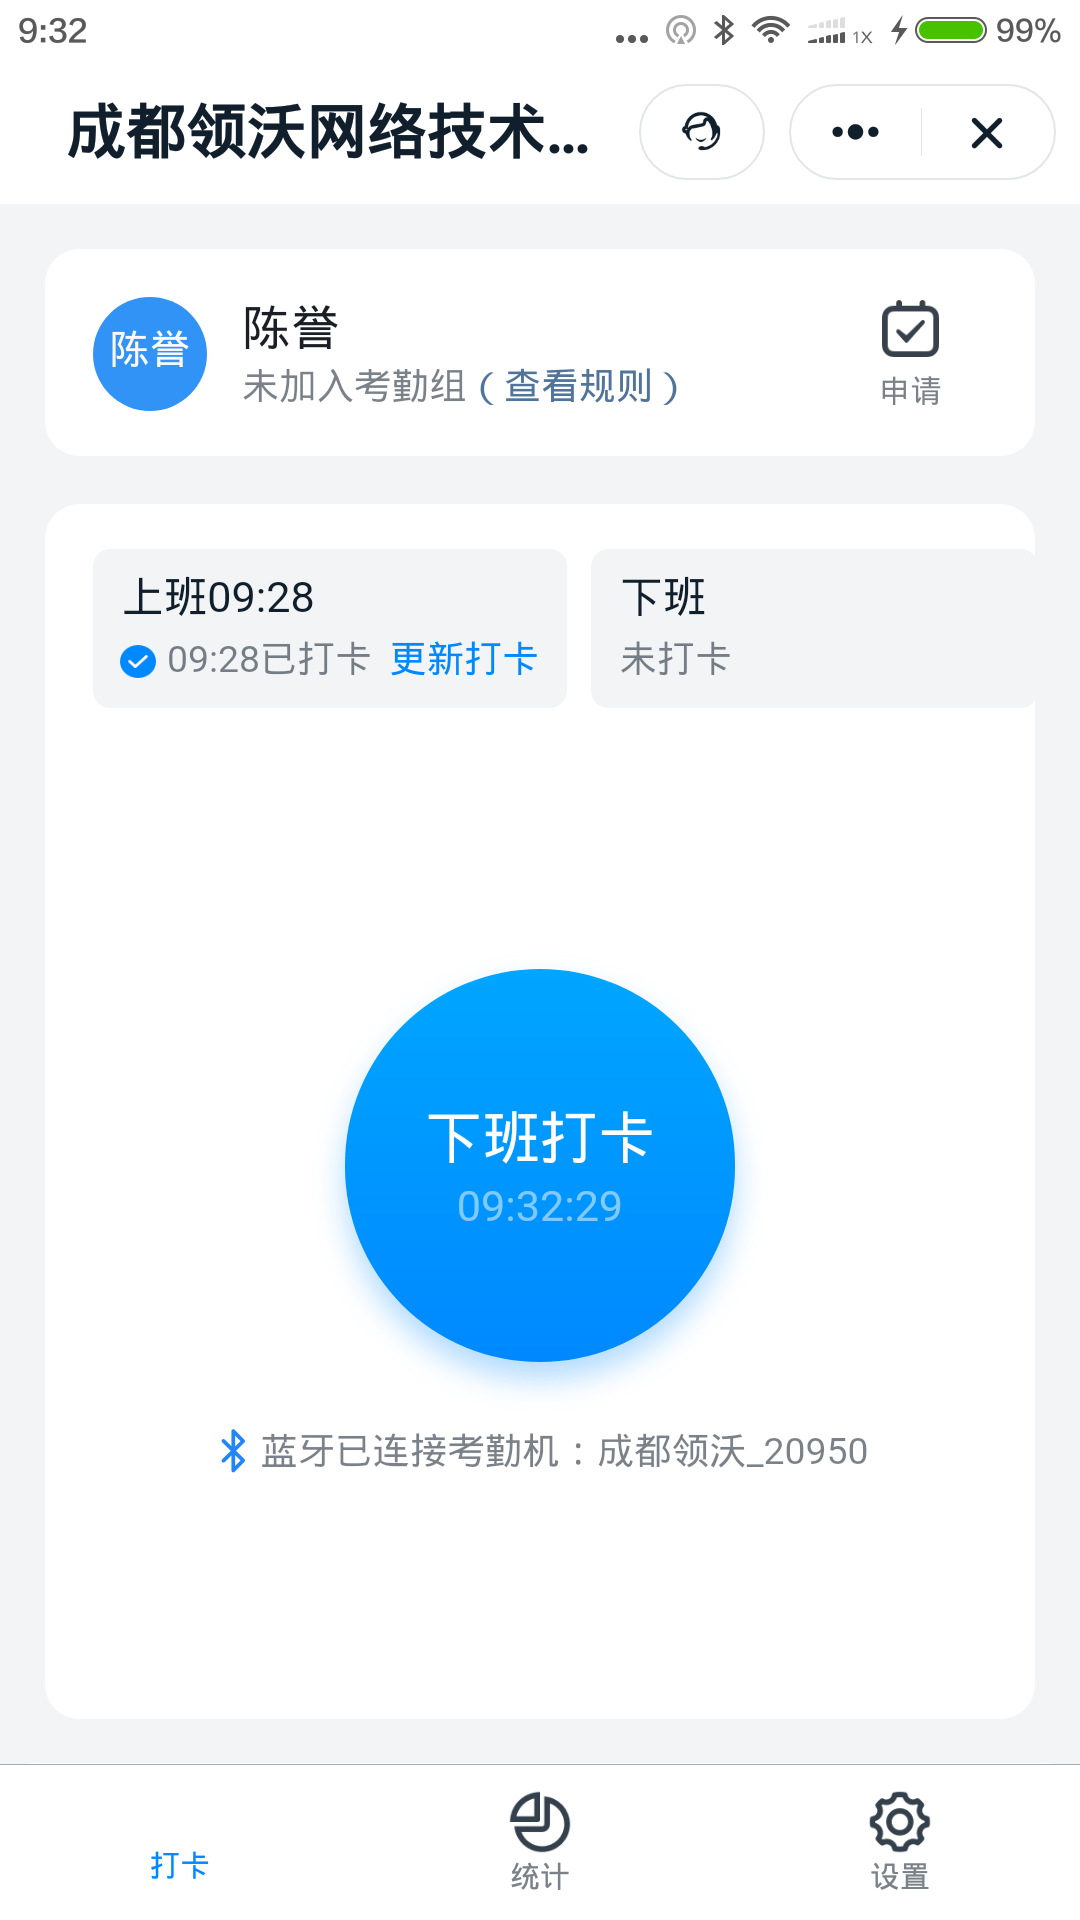 9:32
1X
99%
成都领沃网络技术...
陈誉
陈誉
未加入考勤组（查看规则）
申请
上班09:28
09:28已打卡 更新打卡
下班
未打卡
下班打卡
09:32:29
蓝牙已连接考勤机：成都领沃_20950
打卡
统计
设置